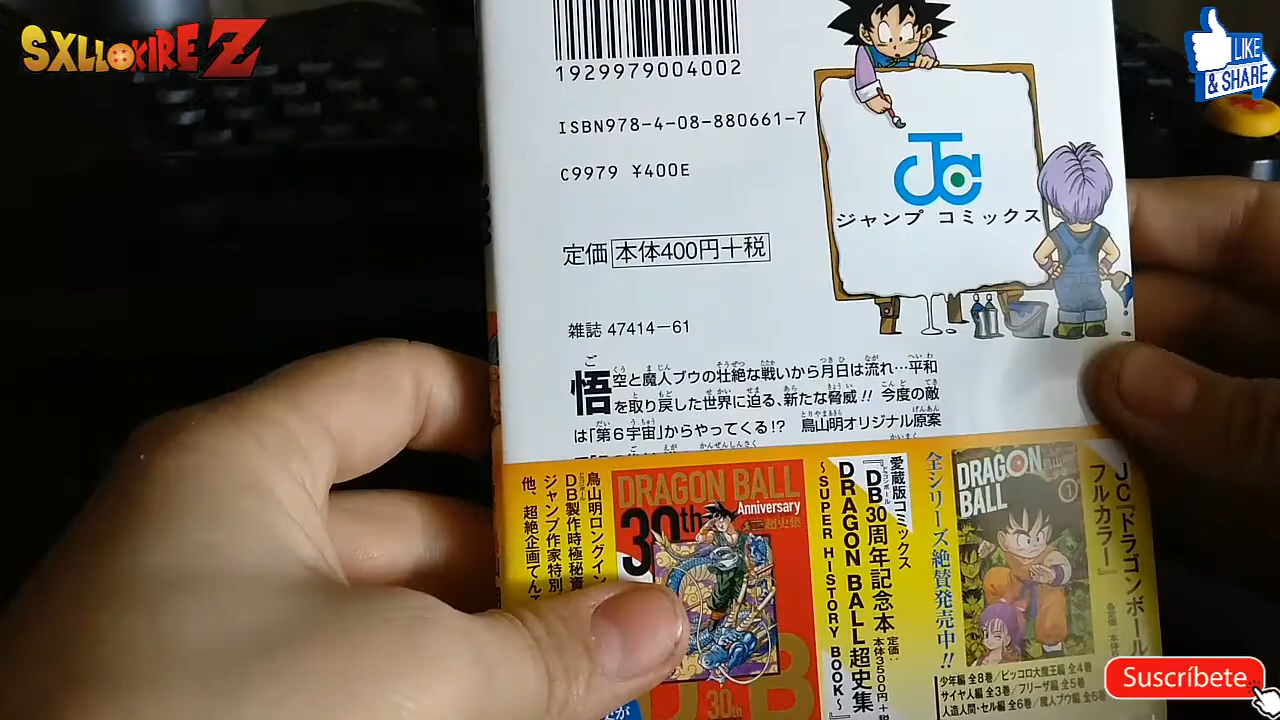 SXLLOKIRE Z
LIKE
& SHARE
1929979004002
ISBN978-4-08-880661-7
C9979 ¥400E
定価 本体400円+税
雑誌 47414-61
JC
ジャンプ コミックス
悟空と魔人ブウの壮絶な戦いから月日は流れ…平和
を取り戻した世界に迫る、新たな脅威!! 今度の敵
は「第6宇宙」からやってくる!? 鳥山明オリジナル原案
JC『ドラゴンボール
フルカラー』
全シリーズ絶賛発売中!!
DRAGON
BALL
1
少年編 全8巻/ピッコロ大魔王編 全4巻
サイヤ人編 全3巻/フリーザ編 全5巻
人造人間・セル編 全6巻/魔人ブウ編 全6巻
愛蔵版コミックス
『DB30周年記念本
DRAGON BALL超史集
〜SUPER HISTORY BOOK〜』
定価:
本体3500円+税
DRAGON BALL
30th
Anniversary
超史集
30th
鳥山明ロングイン
DB製作時極秘資
ジャンプ作家特別
他、超絶企画てん
Suscríbete